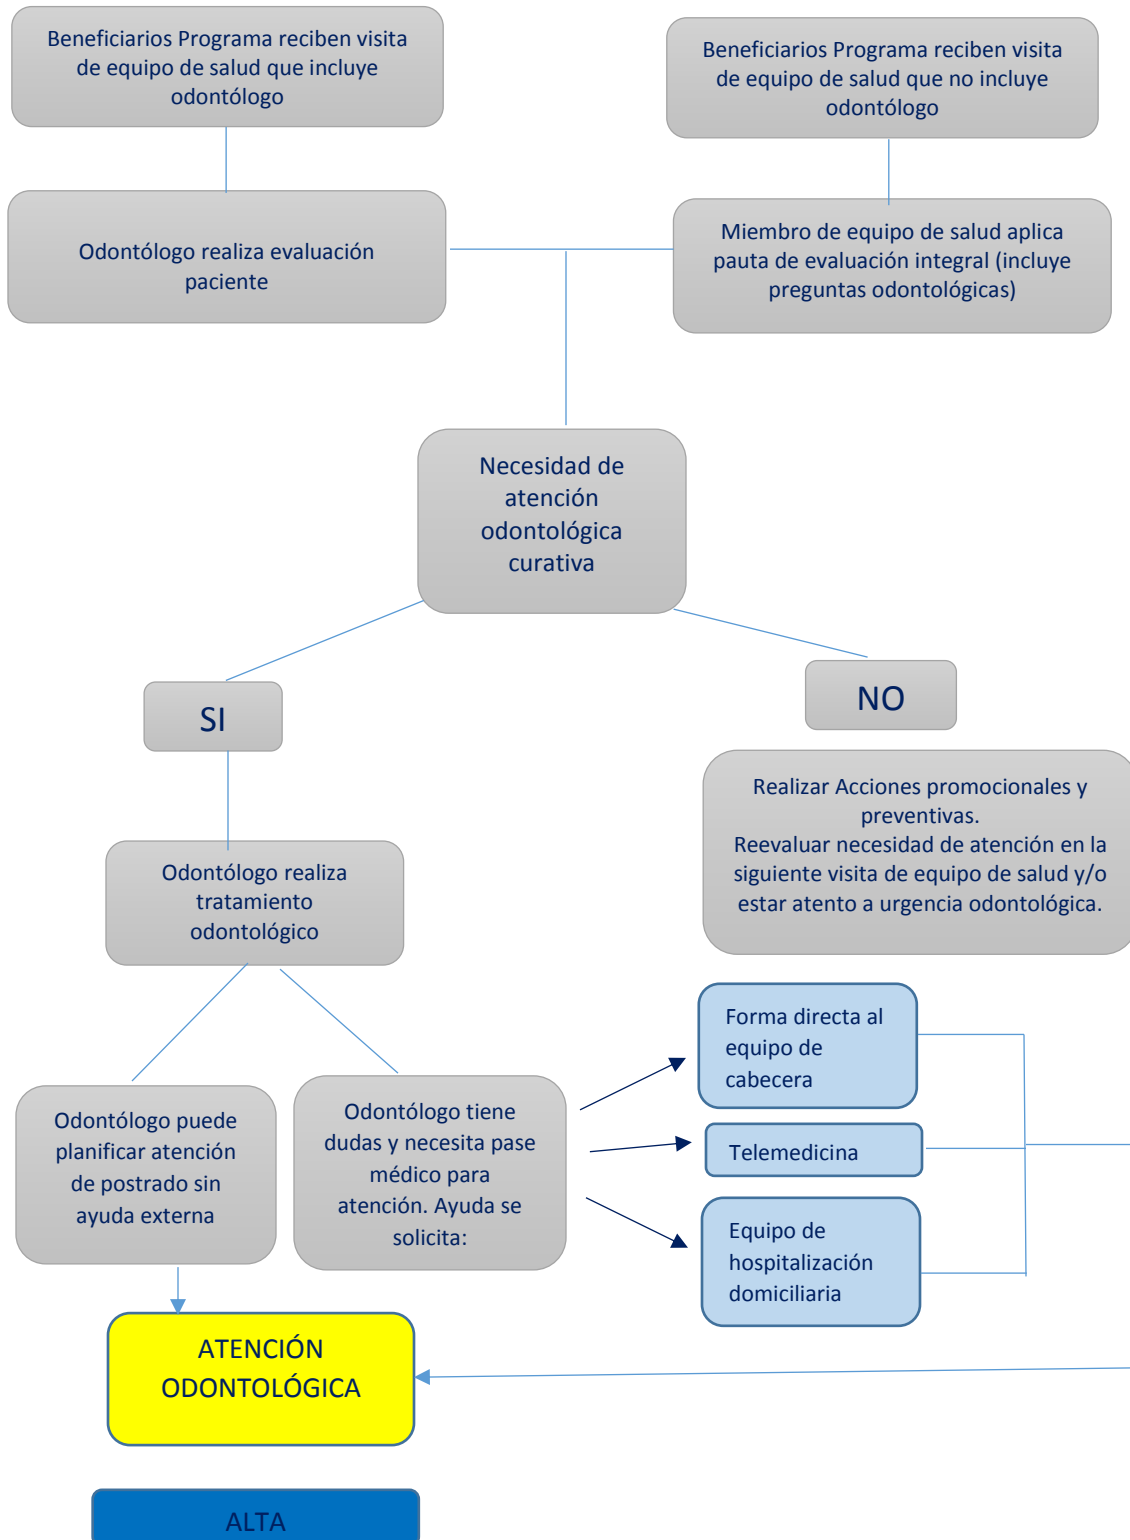 Beneficiarios Programa reciben visita
de equipo de salud que incluye
odontólogo
Beneficiarios Programa reciben visita
de equipo de salud que no incluye
odontólogo
Odontólogo realiza evaluación
paciente
Miembro de equipo de salud aplica
pauta de evaluación integral (incluye
preguntas odontológicas)
Necesidad de
atención
odontológica
curativa
SI
NO
Realizar Acciones promocionales y
preventivas.
Reevaluar necesidad de atención en la
siguiente visita de equipo de salud y/o
estar atento a urgencia odontológica.
Odontólogo realiza
tratamiento
odontológico
Odontólogo puede
planificar atención
de postrado sin
ayuda externa
Odontólogo tiene
dudas y necesita pase
médico para
atención. Ayuda se
solicita:
Forma directa al
equipo de
cabecera
Telemedicina
Equipo de
hospitalización
domiciliaria
ATENCIÓN
ODONTOLÓGICA
ALTA